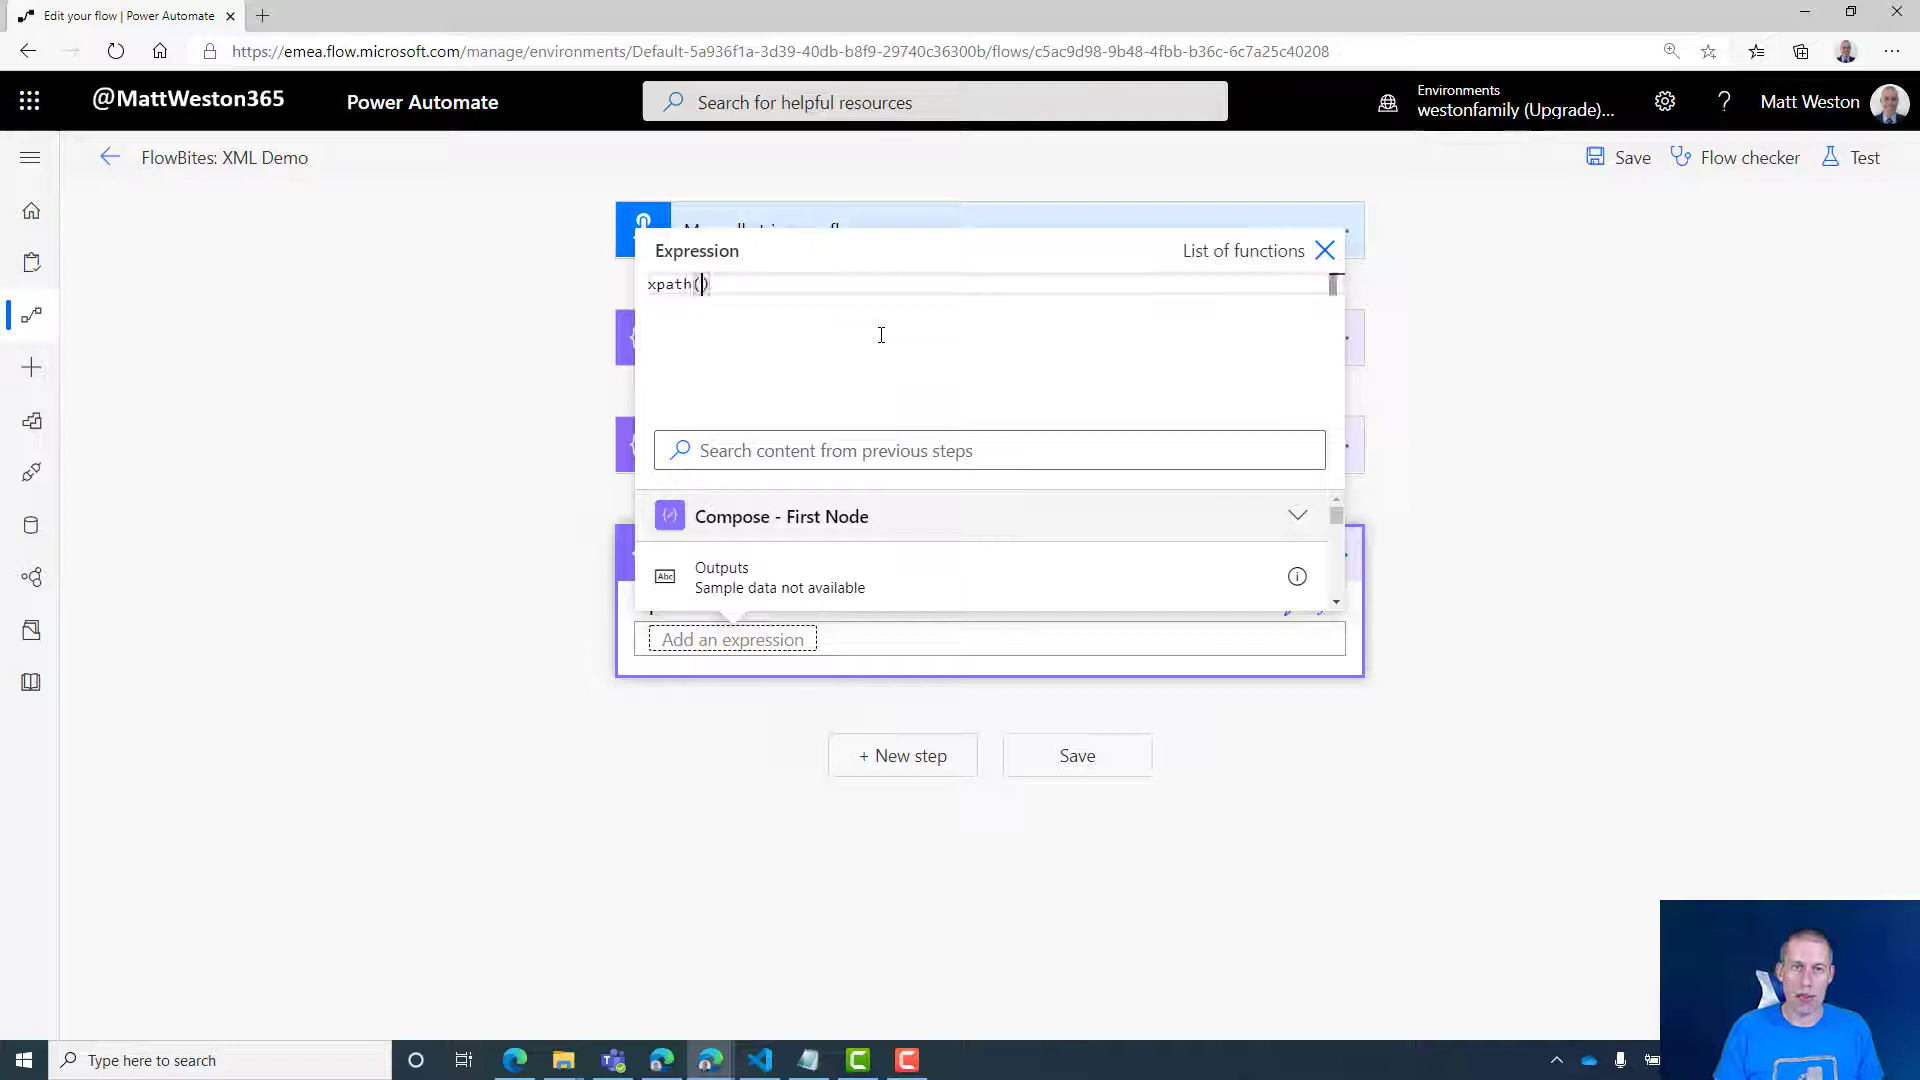 Edit your flow | Power Automate
https://emea.flow.microsoft.com/manage/environments/Default-5a936f1a-3d39-40db-b8f9-29740c36300b/flows/c5ac9d98-9b48-4fbb-b36c-6c7a25c40208
@MattWeston365
Power Automate
Search for helpful resources
Environments
westonfamily (Upgrade)...
?
Matt Weston
FlowBites: XML Demo
Save
Flow checker
Test
Expression
List of functions
xpath()
Search content from previous steps
Compose - First Node
Abc
Outputs
Sample data not available
Add an expression
+ New step
Save
Type here to search